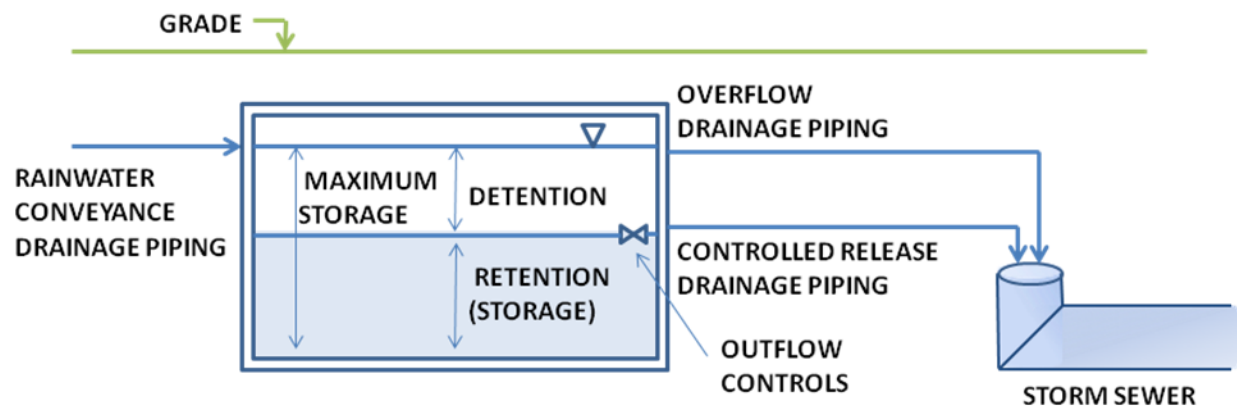 GRADE
OVERFLOW
DRAINAGE PIPING
RAINWATER
CONVEYANCE
DRAINAGE PIPING
MAXIMUM
STORAGE
DETENTION
CONTROLLED RELEASE
DRAINAGE PIPING
RETENTION
(STORAGE)
OUTFLOW
CONTROLS
STORM SEWER